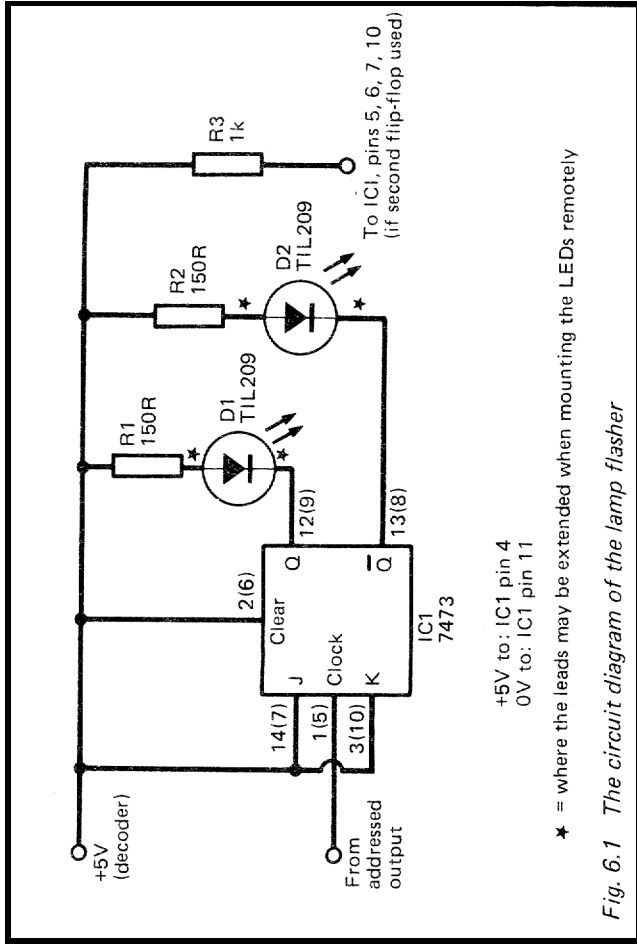 +5V
(decoder)
From
addressed
output
14(7)
1(5)
3(10)
J
Clock
K
2(6)
Clear
Q
Q̅
12(9)
13(8)
IC1
7473
R1
150R
★
D1
TIL209
★
R2
150R
★
D2
TIL209
★
R3
1k
To ICI, pins 5, 6, 7, 10
(if second flip-flop used)
+5V to: IC1 pin 4
0V to: IC1 pin 11
★ = where the leads may be extended when mounting the LEDs remotely
Fig. 6.1 The circuit diagram of the lamp flasher